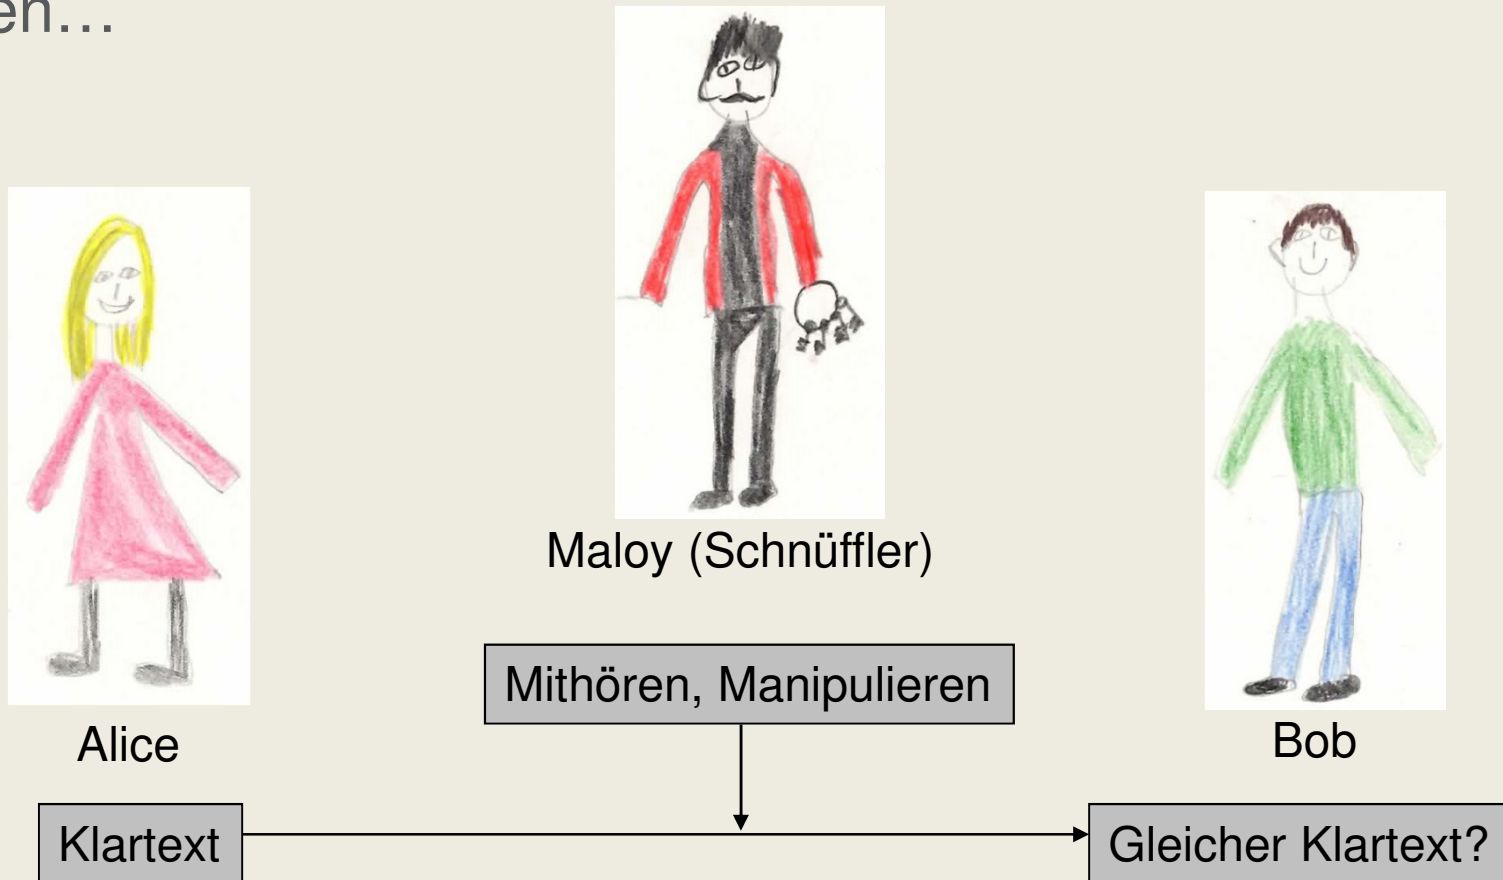 en…
Maloy (Schnüffler)
Mithören, Manipulieren
Alice
Bob
Klartext
Gleicher Klartext?